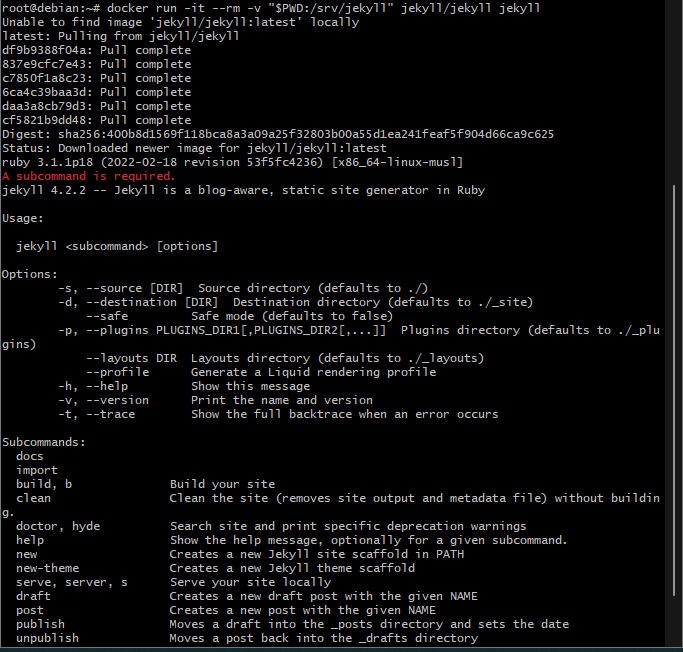 root@debian:~# docker run -it --rm -v "$PWD:/srv/jekyll" jekyll/jekyll jekyll
Unable to find image 'jekyll/jekyll:latest' locally
latest: Pulling from jekyll/jekyll
df9b9388f04a: Pull complete
837e9cfc7e43: Pull complete
c7850f1a8c23: Pull complete
6ca4c39baa3d: Pull complete
daa3a8cb79d3: Pull complete
cf5821b9dd48: Pull complete
Digest: sha256:400b8d1569f118bca8a3a09a25f32803b00a55d1ea241feaf5f904d66ca9c625
Status: Downloaded newer image for jekyll/jekyll:latest
ruby 3.1.1p18 (2022-02-18 revision 53f5fc4236) [x86_64-linux-musl]
A subcommand is required.
jekyll 4.2.2 -- Jekyll is a blog-aware, static site generator in Ruby

Usage:

  jekyll <subcommand> [options]

Options:
        -s, --source [DIR]  Source directory (defaults to ./)
        -d, --destination [DIR]  Destination directory (defaults to ./_site)
            --safe         Safe mode (defaults to false)
        -p, --plugins PLUGINS_DIR1[,PLUGINS_DIR2[,...]]  Plugins directory (defaults to ./_plu
gins)
            --layouts DIR  Layouts directory (defaults to ./_layouts)
            --profile      Generate a Liquid rendering profile
        -h, --help         Show this message
        -v, --version      Print the name and version
        -t, --trace        Show the full backtrace when an error occurs

Subcommands:
  docs
  import
  build, b              Build your site
  clean                 Clean the site (removes site output and metadata file) without buildin
g.
  doctor, hyde          Search site and print specific deprecation warnings
  help                  Show the help message, optionally for a given subcommand.
  new                   Creates a new Jekyll site scaffold in PATH
  new-theme             Creates a new Jekyll theme scaffold
  serve, server, s      Serve your site locally
  draft                 Creates a new draft post with the given NAME
  post                  Creates a new post with the given NAME
  publish               Moves a draft into the _posts directory and sets the date
  unpublish             Moves a post back into the _drafts directory